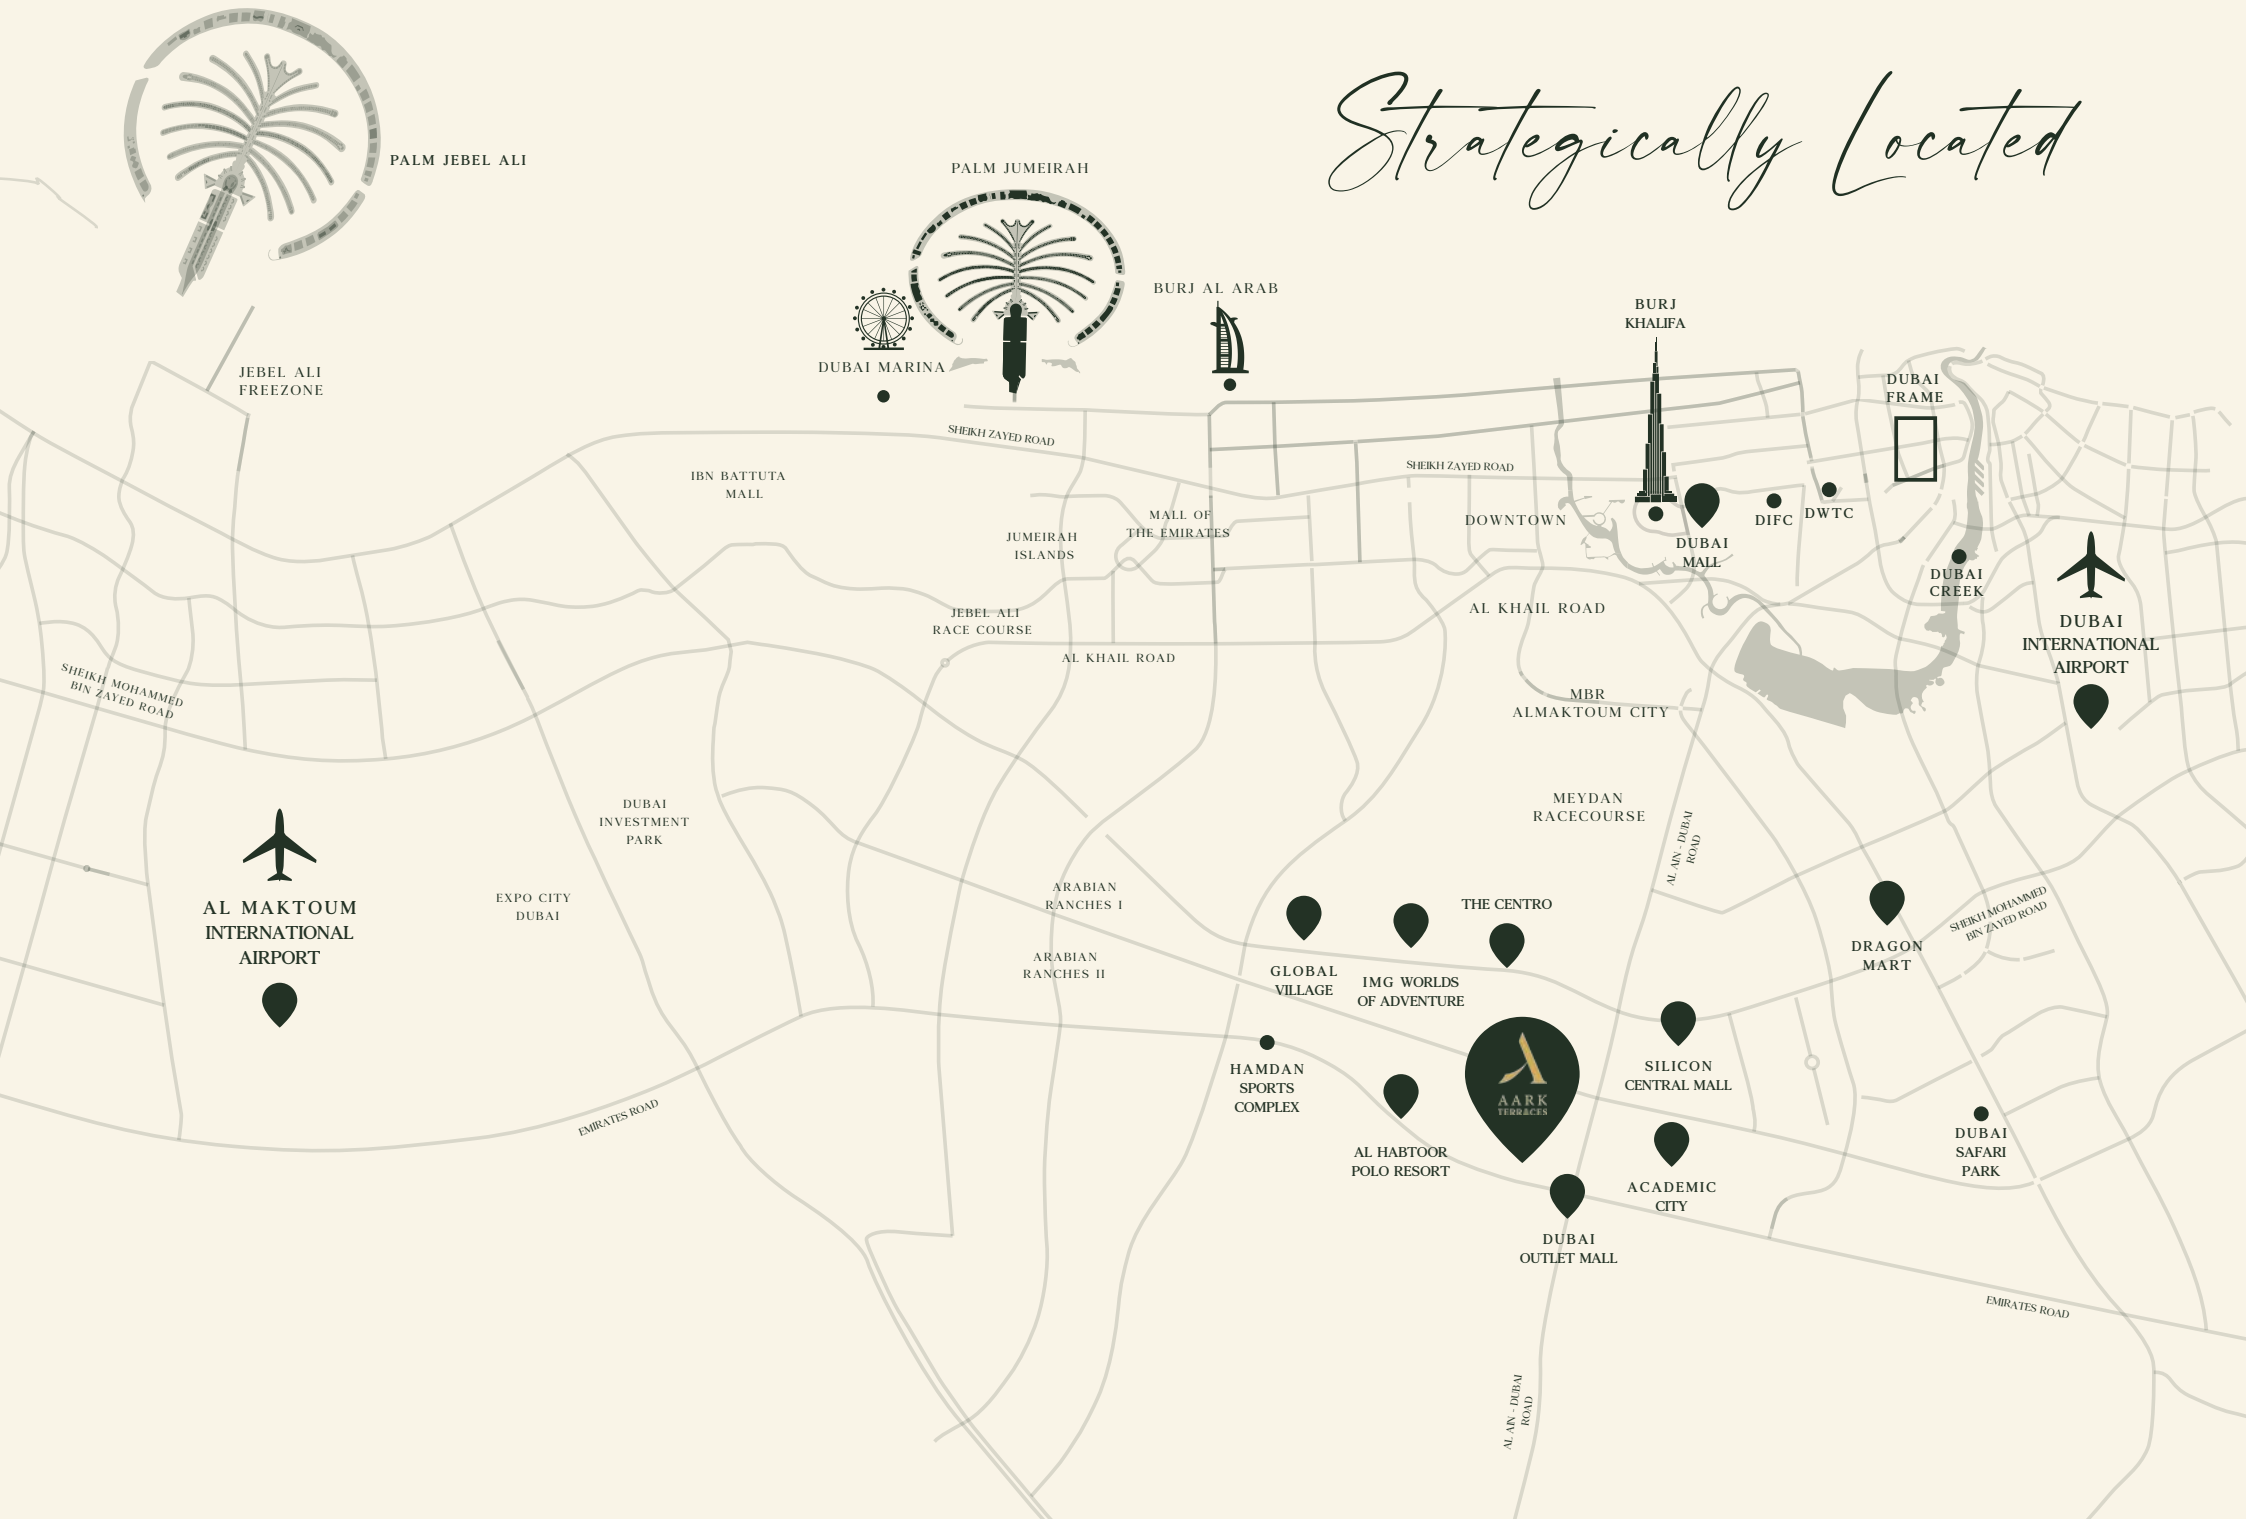 Strategically Located
PALM JEBEL ALI
PALM JUMEIRAH
BURJ AL ARAB
BURJ
KHALIFA
JEBEL ALI
FREEZONE
DUBAI MARINA
DUBAI
FRAME
SHEIKH ZAYED ROAD
SHEIKH ZAYED ROAD
IBN BATTUTA
MALL
MALL OF
THE EMIRATES
JUMEIRAH
ISLANDS
DOWNTOWN
DUBAI
MALL
DIFC
DWTC
DUBAI
CREEK
JEBEL ALI
RACE COURSE
AL KHAIL ROAD
AL KHAIL ROAD
DUBAI
INTERNATIONAL
AIRPORT
SHEIKH MOHAMMED
BIN ZAYED ROAD
MBR
ALMAKTOUM CITY
DUBAI
INVESTMENT
PARK
MEYDAN
RACECOURSE
AL AIN - DUBAI
ROAD
AL MAKTOUM
INTERNATIONAL
AIRPORT
EXPO CITY
DUBAI
ARABIAN
RANCHES I
ARABIAN
RANCHES II
GLOBAL
VILLAGE
IMG WORLDS
OF ADVENTURE
THE CENTRO
DRAGON
MART
SHEIKH MOHAMMED
BIN ZAYED ROAD
HAMDAN
SPORTS
COMPLEX
AARK
TERRACES
SILICON
CENTRAL MALL
EMIRATES ROAD
AL HABTOOR
POLO RESORT
ACADEMIC
CITY
DUBAI
SAFARI
PARK
DUBAI
OUTLET MALL
EMIRATES ROAD
AL AIN - DUBAI
ROAD